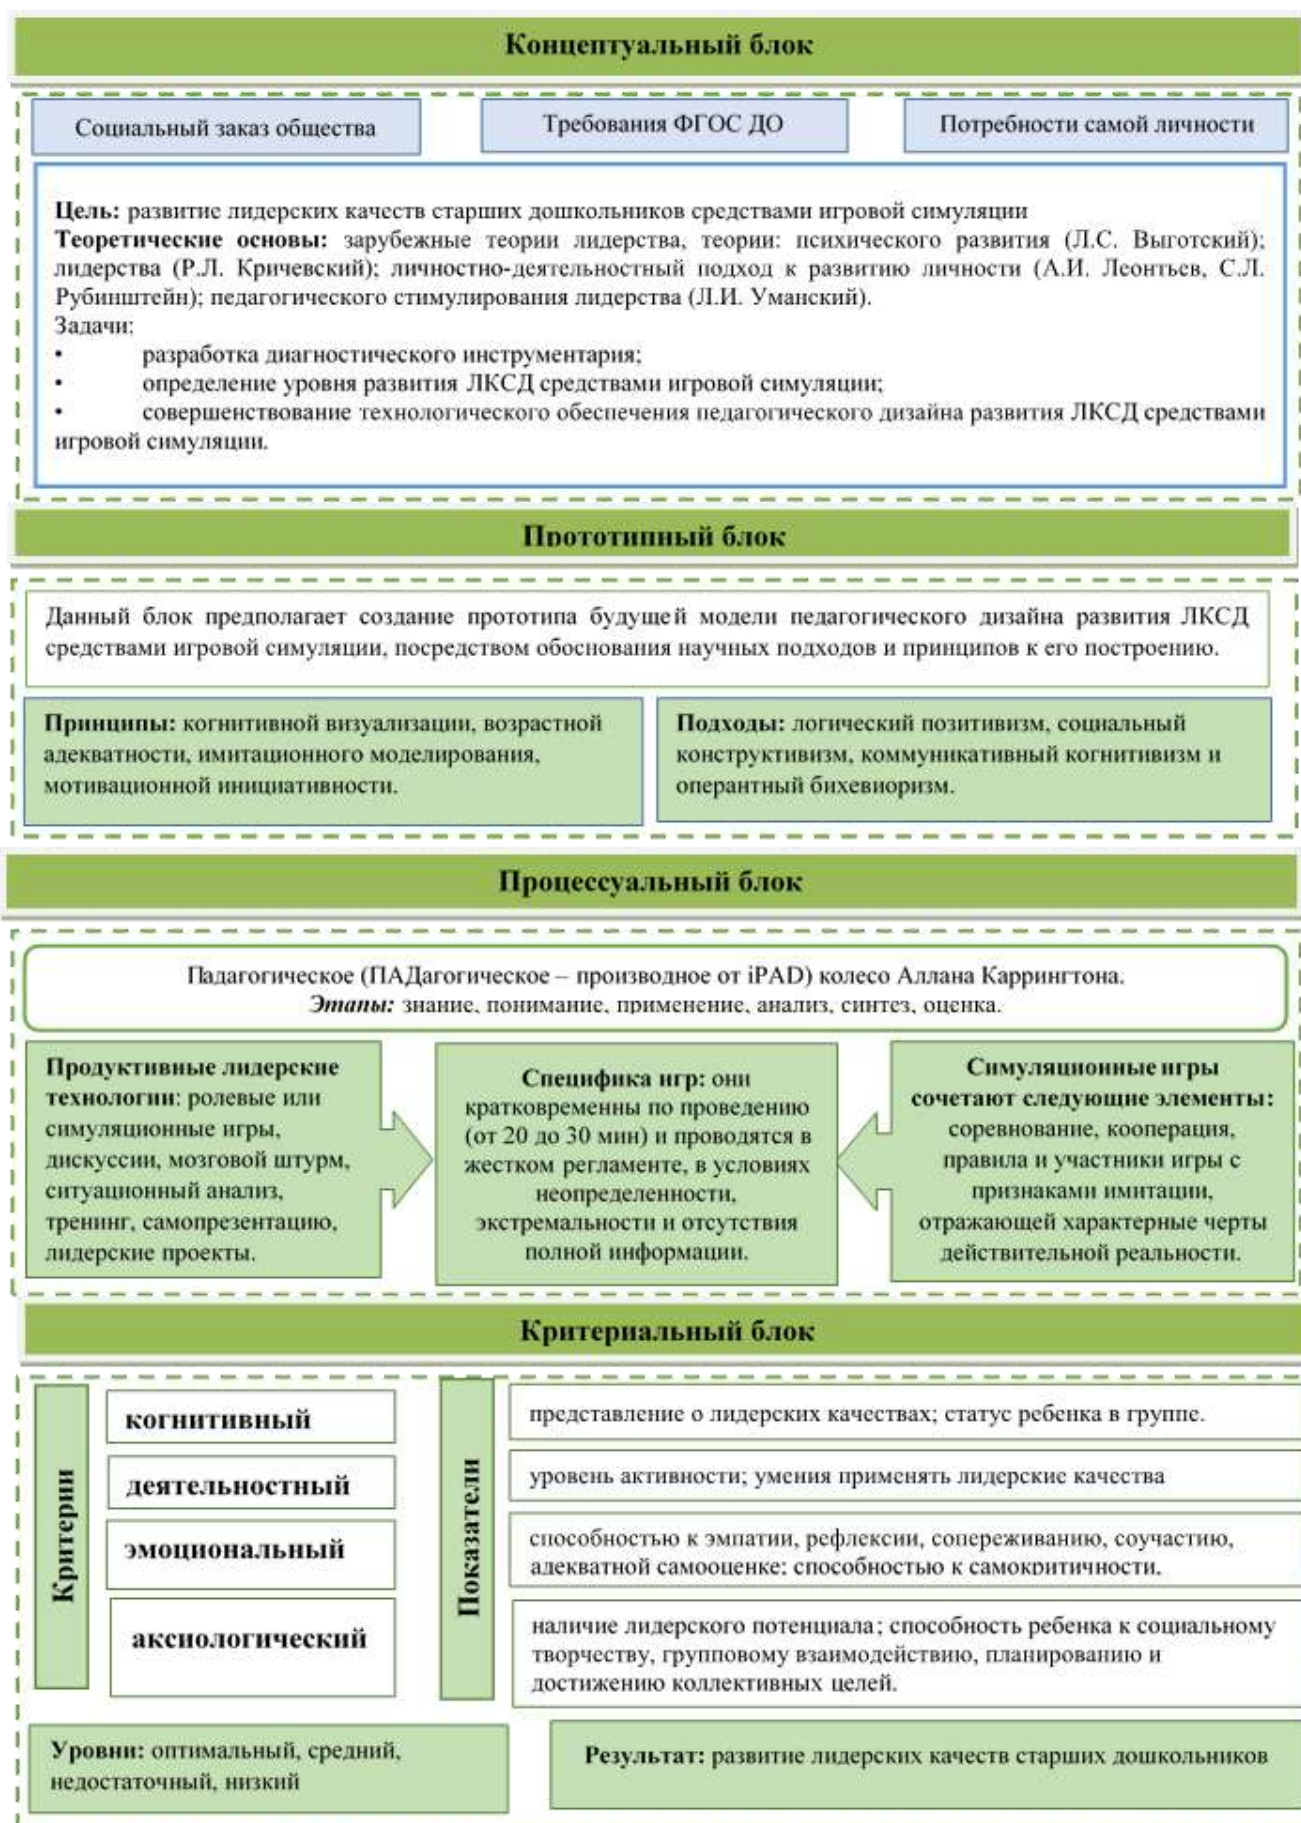 Концептуальный блок
Социальный заказ общества
Требования ФГОС ДО
Потребности самой личности
Цель: развитие лидерских качеств старших дошкольников средствами игровой симуляции
Теоретические основы: зарубежные теории лидерства, теории: психического развития (Л.С. Выготский);
лидерства (Р.Л. Кричевский); личностно-деятельностный подход к развитию личности (А.И. Леонтьев, С.Л.
Рубинштейн); педагогического стимулирования лидерства (Л.И. Уманский).
Задачи:
• разработка диагностического инструментария;
• определение уровня развития ЛКСД средствами игровой симуляции;
• совершенствование технологического обеспечения педагогического дизайна развития ЛКСД средствами
игровой симуляции.
Прототипный блок
Данный блок предполагает создание прототипа будущей модели педагогического дизайна развития ЛКСД
средствами игровой симуляции, посредством обоснования научных подходов и принципов к его построению.
Принципы: когнитивной визуализации, возрастной
адекватности, имитационного моделирования,
мотивационной инициативности.
Подходы: логический позитивизм, социальный
конструктивизм, коммуникативный когнитивизм и
оперантный бихевиоризм.
Процессуальный блок
Падагогическое (ПАДагогическое – производное от iPAD) колесо Аллана Каррингтона.
Этапы: знание, понимание, применение, анализ, синтез, оценка.
Продуктивные лидерские
технологии: ролевые или
симуляционные игры,
дискуссии, мозговой штурм,
ситуационный анализ,
тренинг, самопрезентацию,
лидерские проекты.
Специфика игр: они
кратковременны по проведению
(от 20 до 30 мин) и проводятся в
жестком регламенте, в условиях
неопределенности,
экстремальности и отсутствия
полной информации.
Симуляционные игры
сочетают следующие элементы:
соревнование, кооперация,
правила и участники игры с
признаками имитации,
отражающей характерные черты
действительной реальности.
Критериальный блок
Критерии
когнитивный
деятельностный
эмоциональный
аксиологический
Показатели
представление о лидерских качествах; статус ребенка в группе.
уровень активности; умения применять лидерские качества
способностью к эмпатии, рефлексии, сопереживанию, соучастию,
адекватной самооценке; способностью к самокритичности.
наличие лидерского потенциала; способность ребенка к социальному
творчеству, групповому взаимодействию, планированию и
достижению коллективных целей.
Уровни: оптимальный, средний,
недостаточный, низкий
Результат: развитие лидерских качеств старших дошкольников